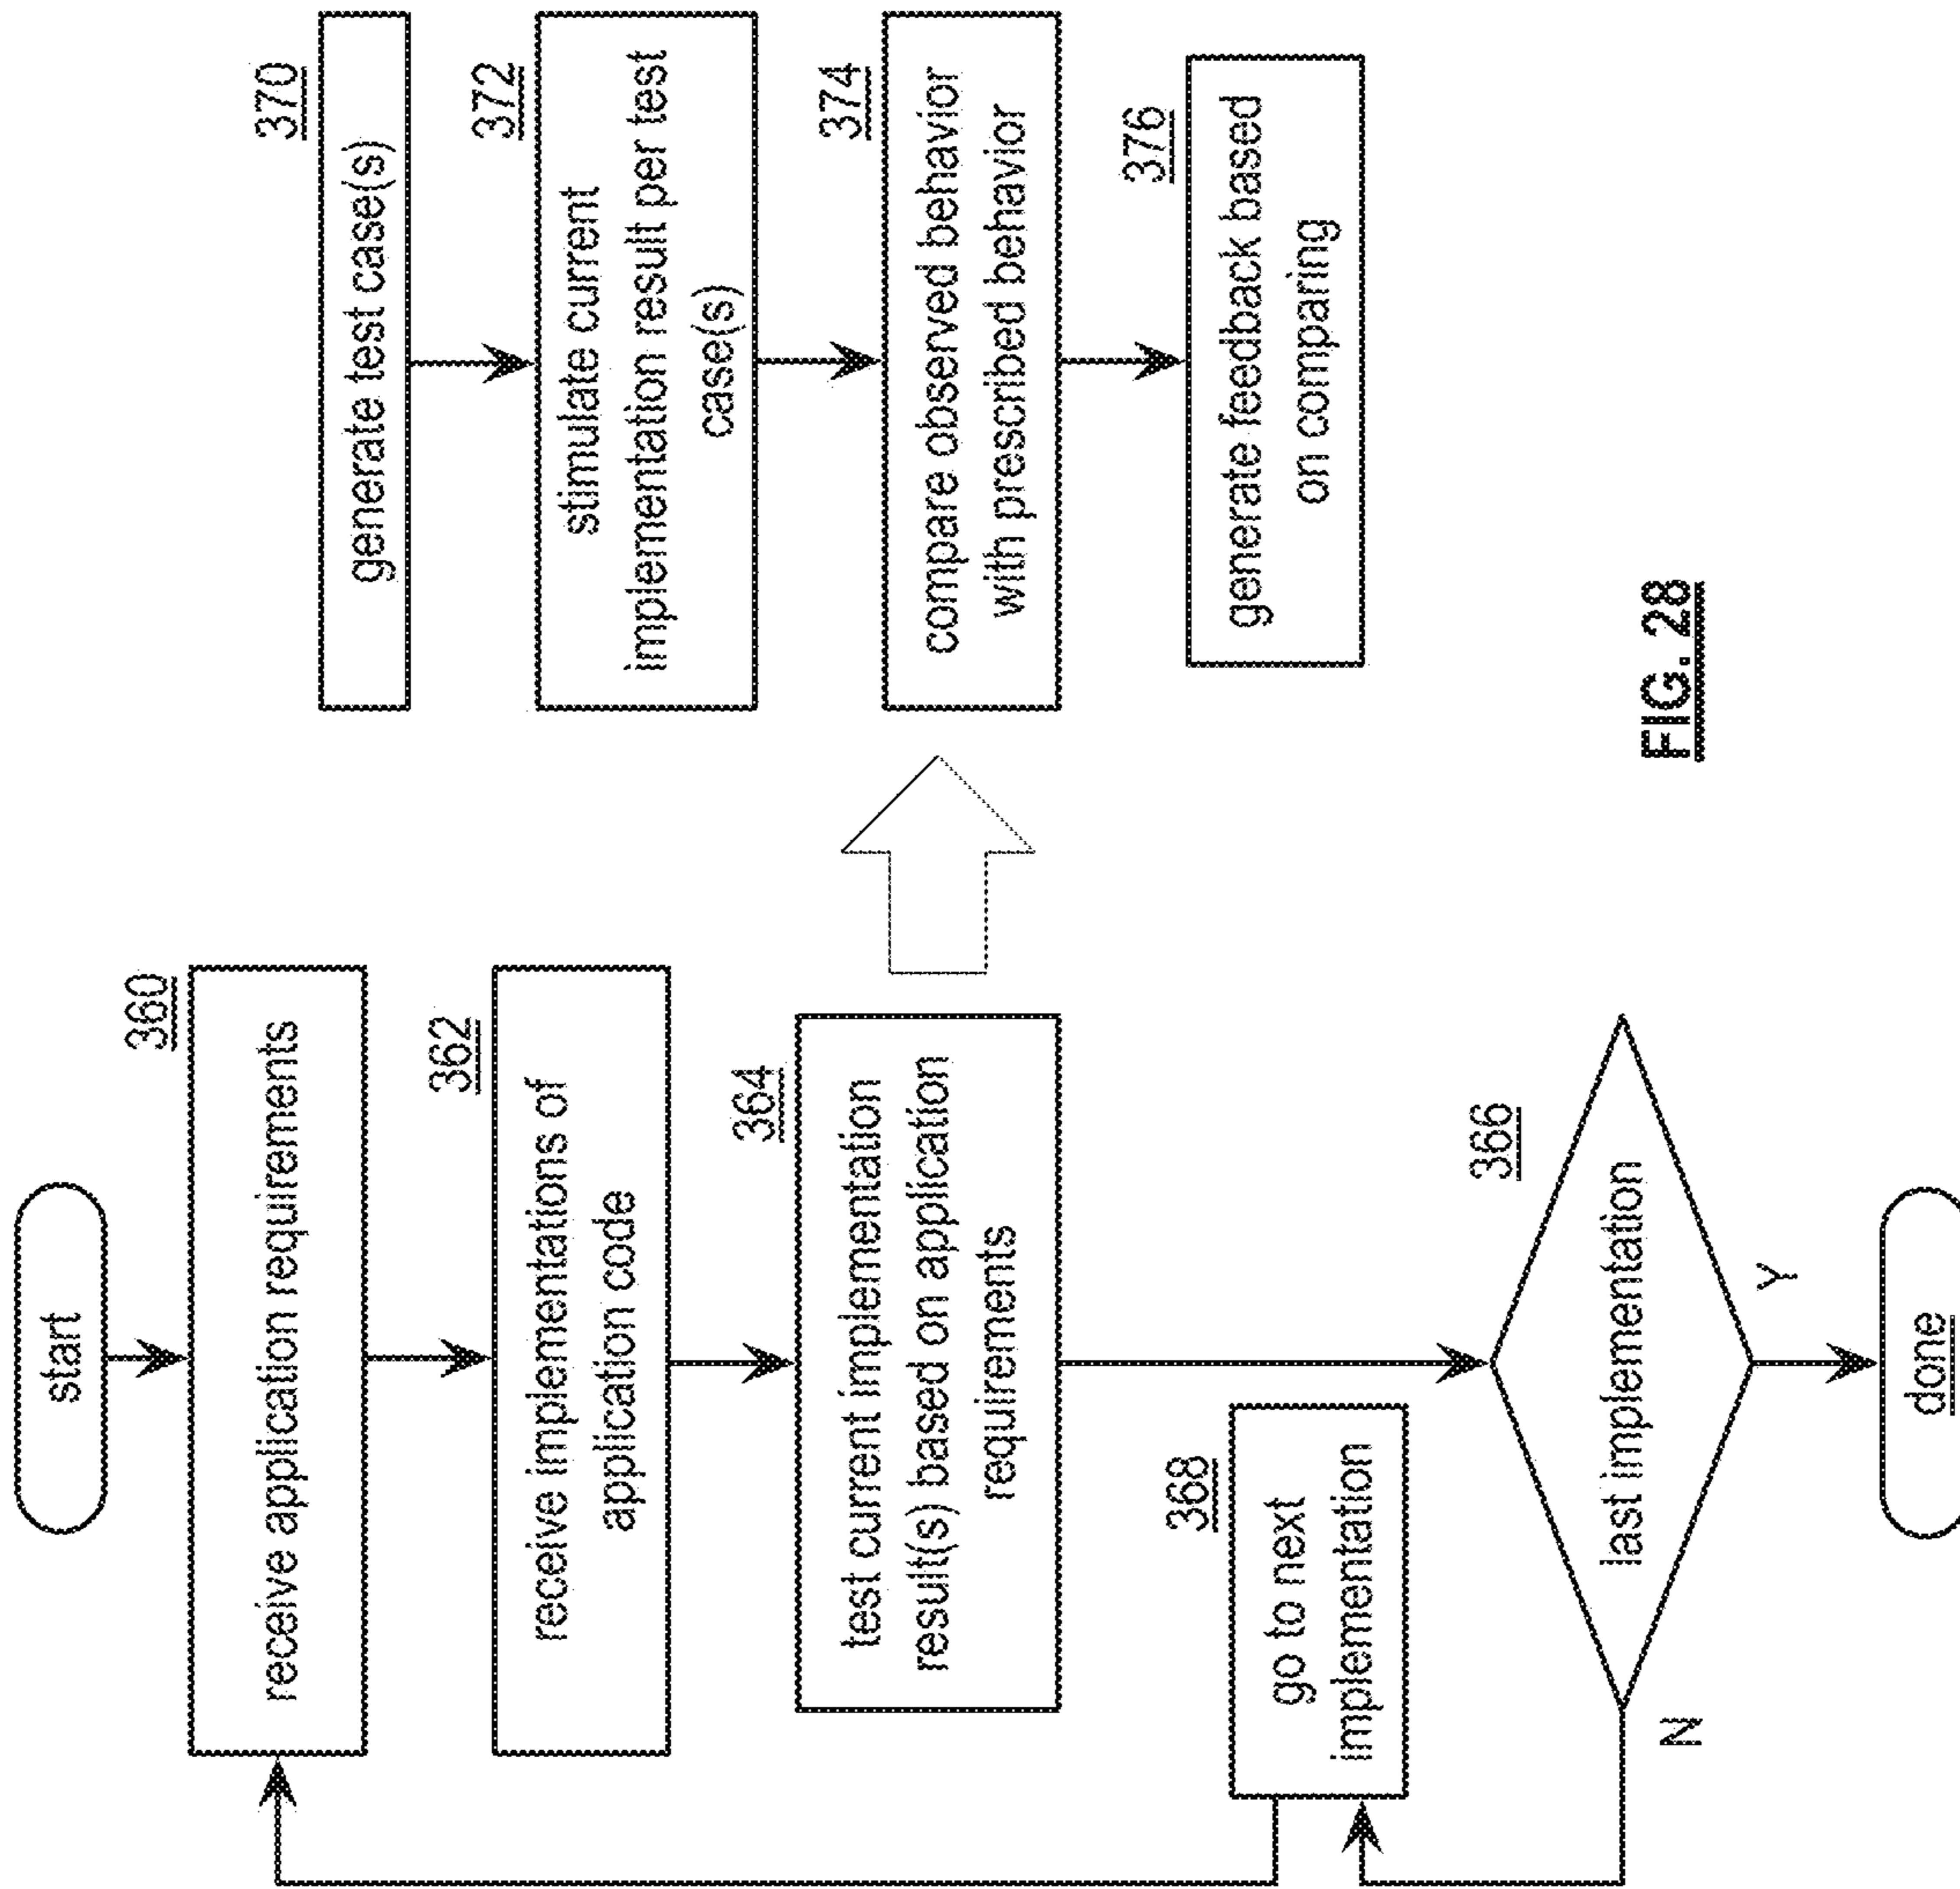 start
360
receive application requirements
362
receive implementations of
application code
364
test current implementation
result(s) based on application
requirements
368
go to next
implementation
366
last implementation
N
Y
done
370
generate test case(s)
372
stimulate current
implementation result per test
case(s)
374
compare observed behavior
with prescribed behavior
376
generate feedback based
on comparing
FIG. 28